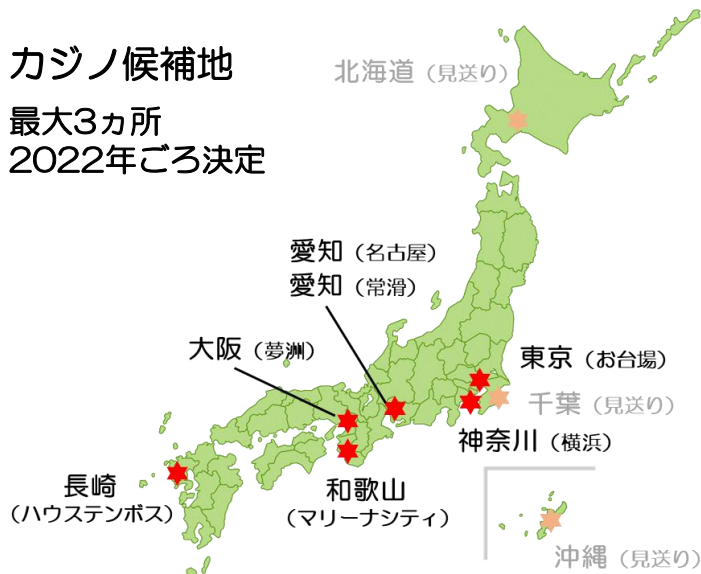 カジノ候補地
最大3ヵ所
2022年ごろ決定
北海道（見送り）
愛知（名古屋）
愛知（常滑）
大阪（夢洲）
東京（お台場）
千葉（見送り）
神奈川（横浜）
長崎
（ハウステンボス）
和歌山
（マリーナシティ）
沖縄（見送り）